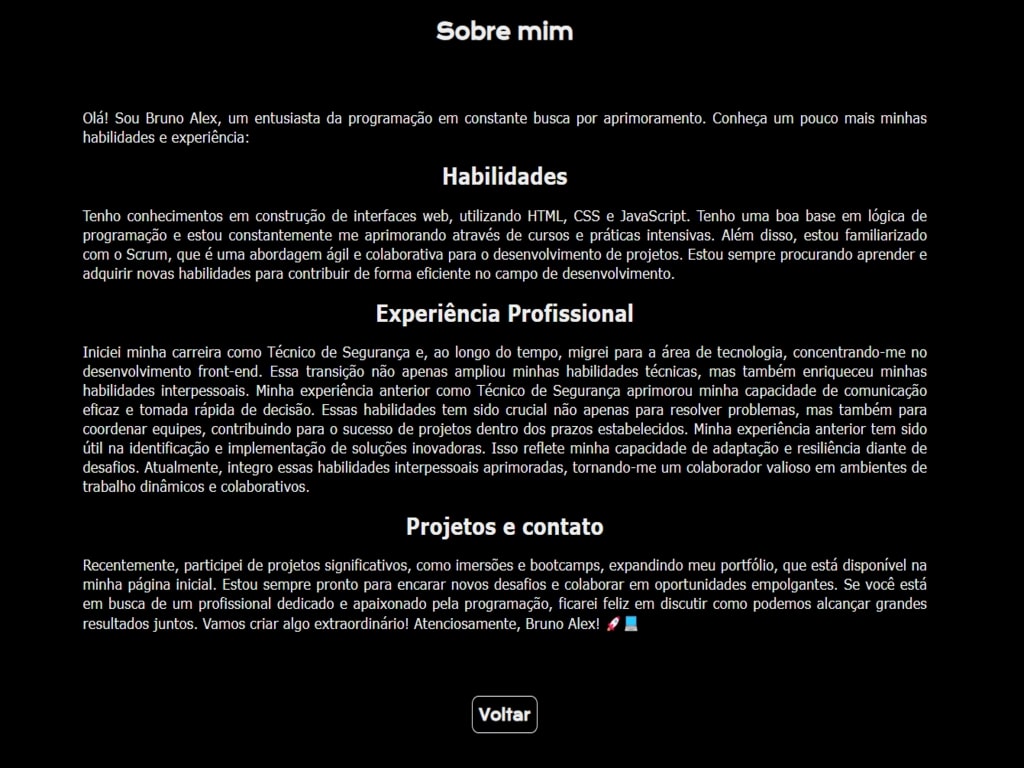 Sobre mim
Olá! Sou Bruno Alex, um entusiasta da programação em constante busca por aprimoramento. Conheça um pouco mais minhas
habilidades e experiência:
Habilidades
Tenho conhecimentos em construção de interfaces web, utilizando HTML, CSS e JavaScript. Tenho uma boa base em lógica de
programação e estou constantemente me aprimorando através de cursos e práticas intensivas. Além disso, estou familiarizado
com o Scrum, que é uma abordagem ágil e colaborativa para o desenvolvimento de projetos. Estou sempre procurando aprender e
adquirir novas habilidades para contribuir de forma eficiente no campo de desenvolvimento.
Experiência Profissional
Iniciei minha carreira como Técnico de Segurança e, ao longo do tempo, migrei para a área de tecnologia, concentrando-me no
desenvolvimento front-end. Essa transição não apenas ampliou minhas habilidades técnicas, mas também enriqueceu minhas
habilidades interpessoais. Minha experiência anterior como Técnico de Segurança aprimorou minha capacidade de comunicação
eficaz e tomada rápida de decisão. Essas habilidades tem sido crucial não apenas para resolver problemas, mas também para
coordenar equipes, contribuindo para o sucesso de projetos dentro dos prazos estabelecidos. Minha experiência anterior tem sido
útil na identificação e implementação de soluções inovadoras. Isso reflete minha capacidade de adaptação e resiliência diante de
desafios. Atualmente, integro essas habilidades interpessoais aprimoradas, tornando-me um colaborador valioso em ambientes de
trabalho dinâmicos e colaborativos.
Projetos e contato
Recentemente, participei de projetos significativos, como imersões e bootcamps, expandindo meu portfólio, que está disponível na
minha página inicial. Estou sempre pronto para encarar novos desafios e colaborar em oportunidades empolgantes. Se você está
em busca de um profissional dedicado e apaixonado pela programação, ficarei feliz em discutir como podemos alcançar grandes
resultados juntos. Vamos criar algo extraordinário! Atenciosamente, Bruno Alex! 🚀💻
Voltar